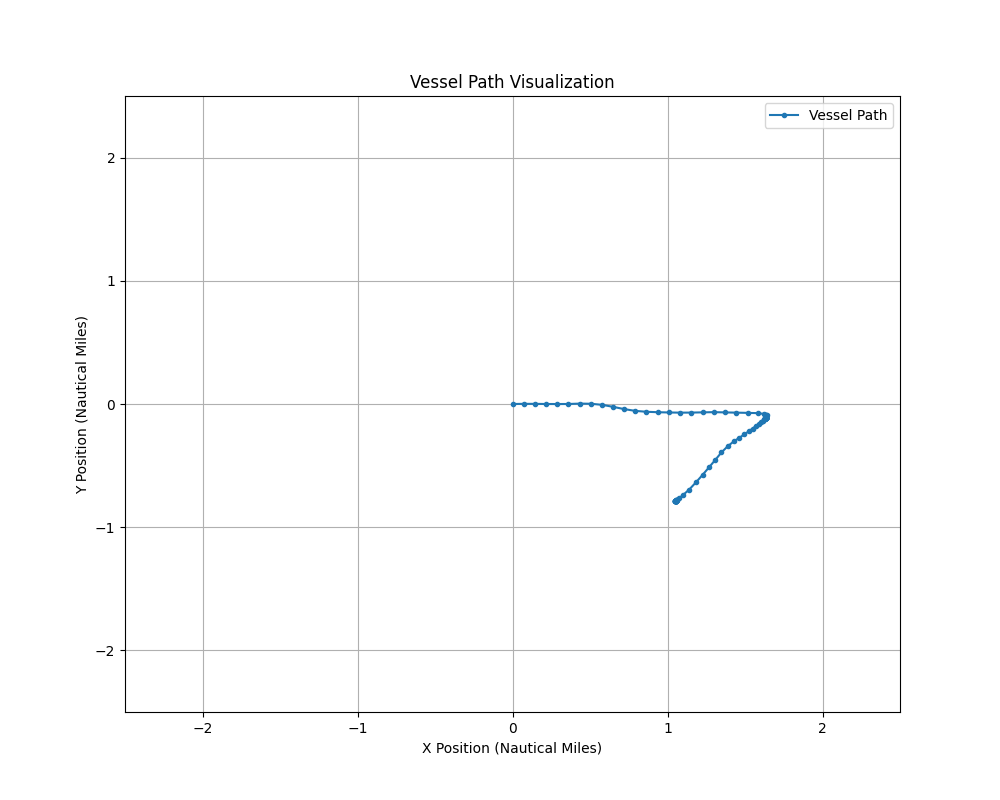 Vessel Path Visualization
Vessel Path
2
1
0
−1
−2
Y Position (Nautical Miles)
−2 −1 0 1 2
X Position (Nautical Miles)